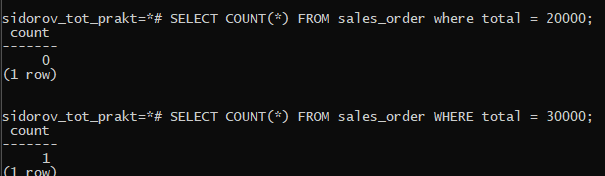 sidorov_tot_prakt=*# SELECT COUNT(*) FROM sales_order where total = 20000;
count
-------
0
(1 row)
sidorov_tot_prakt=*# SELECT COUNT(*) FROM sales_order WHERE total = 30000;
count
-------
1
(1 row)